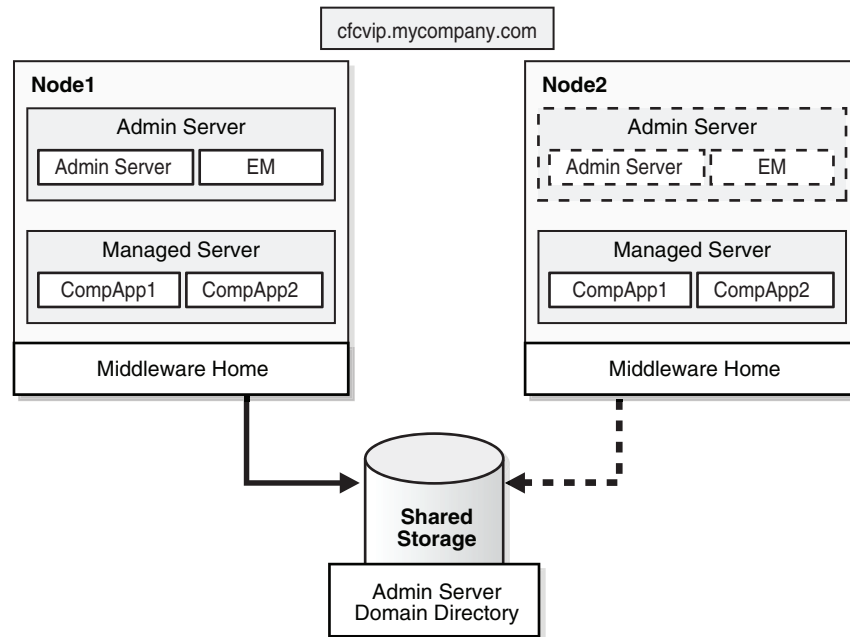 cfcvip.mycompany.com
Node1
Admin Server
Admin Server
EM
Managed Server
CompApp1
CompApp2
Middleware Home
Node2
Admin Server
Admin Server
EM
Managed Server
CompApp1
CompApp2
Middleware Home
Shared
Storage
Admin Server
Domain Directory